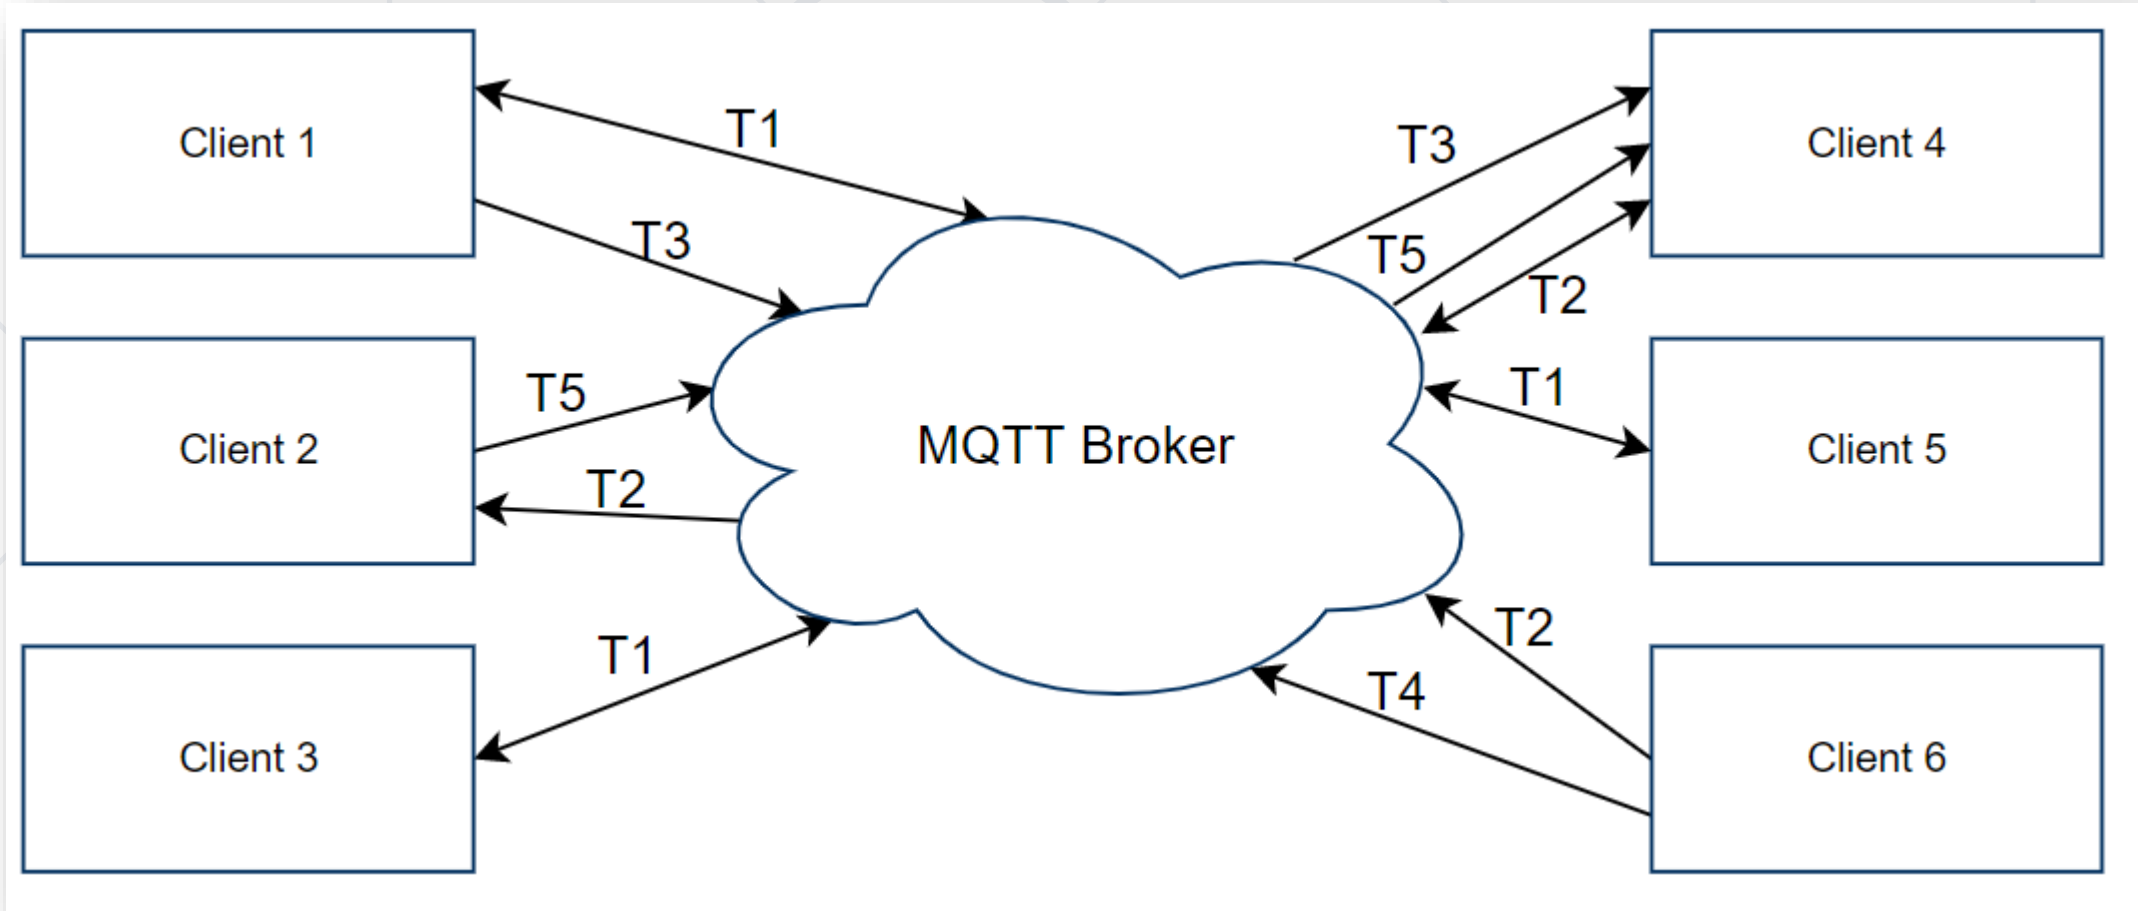 Client 1
T1
T3
Client 2
T5
T2
Client 3
T1
MQTT Broker
T3
T5
T2
Client 4
T1
Client 5
T2
T4
Client 6